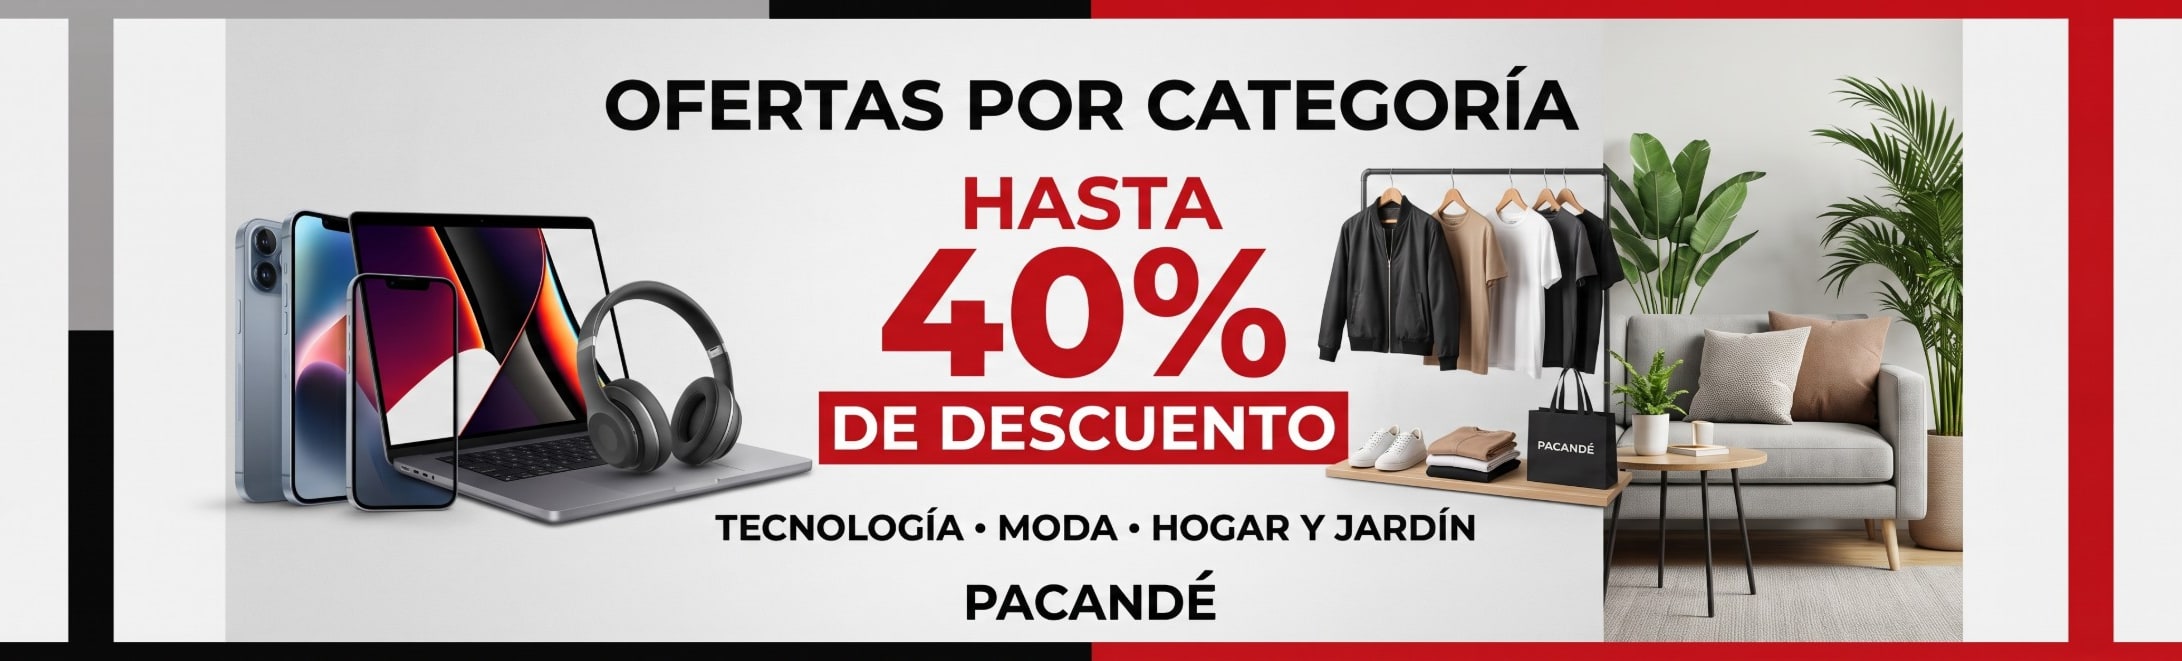 OFERTAS POR CATEGORÍA
HASTA
40%
DE DESCUENTO
PACANDÉ
TECNOLOGÍA • MODA • HOGAR Y JARDÍN
PACANDÉ